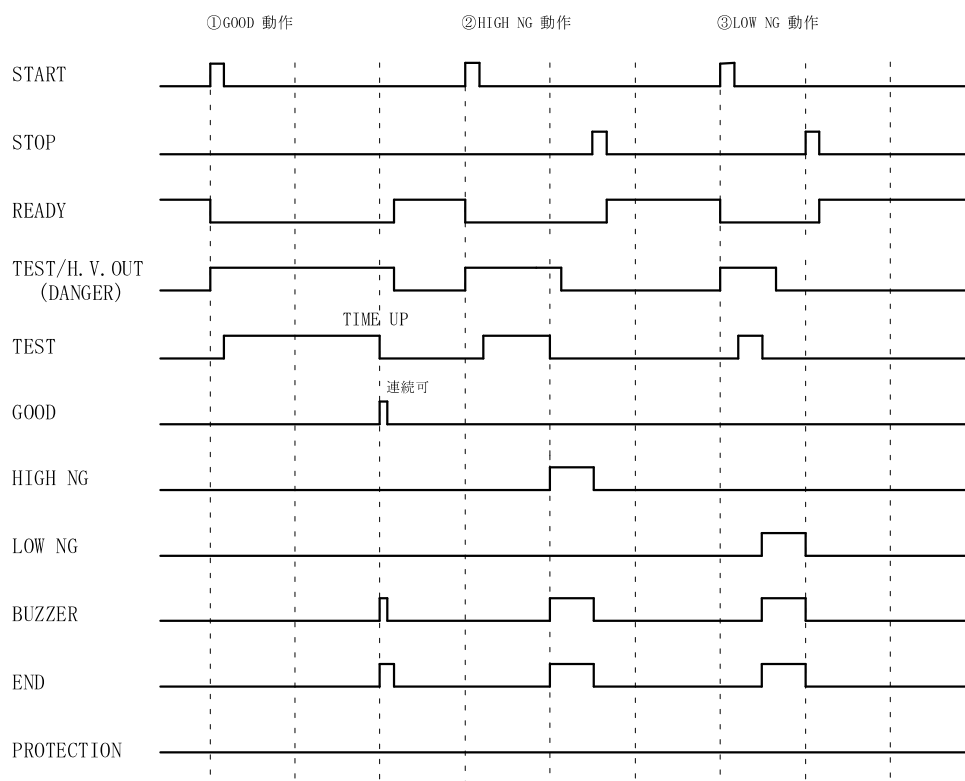 ①GOOD 動作 ②HIGH NG 動作 ③LOW NG 動作
START
STOP
READY
TEST/H.V.OUT
(DANGER)
TIME UP
TEST
連続可
GOOD
HIGH NG
LOW NG
BUZZER
END
PROTECTION